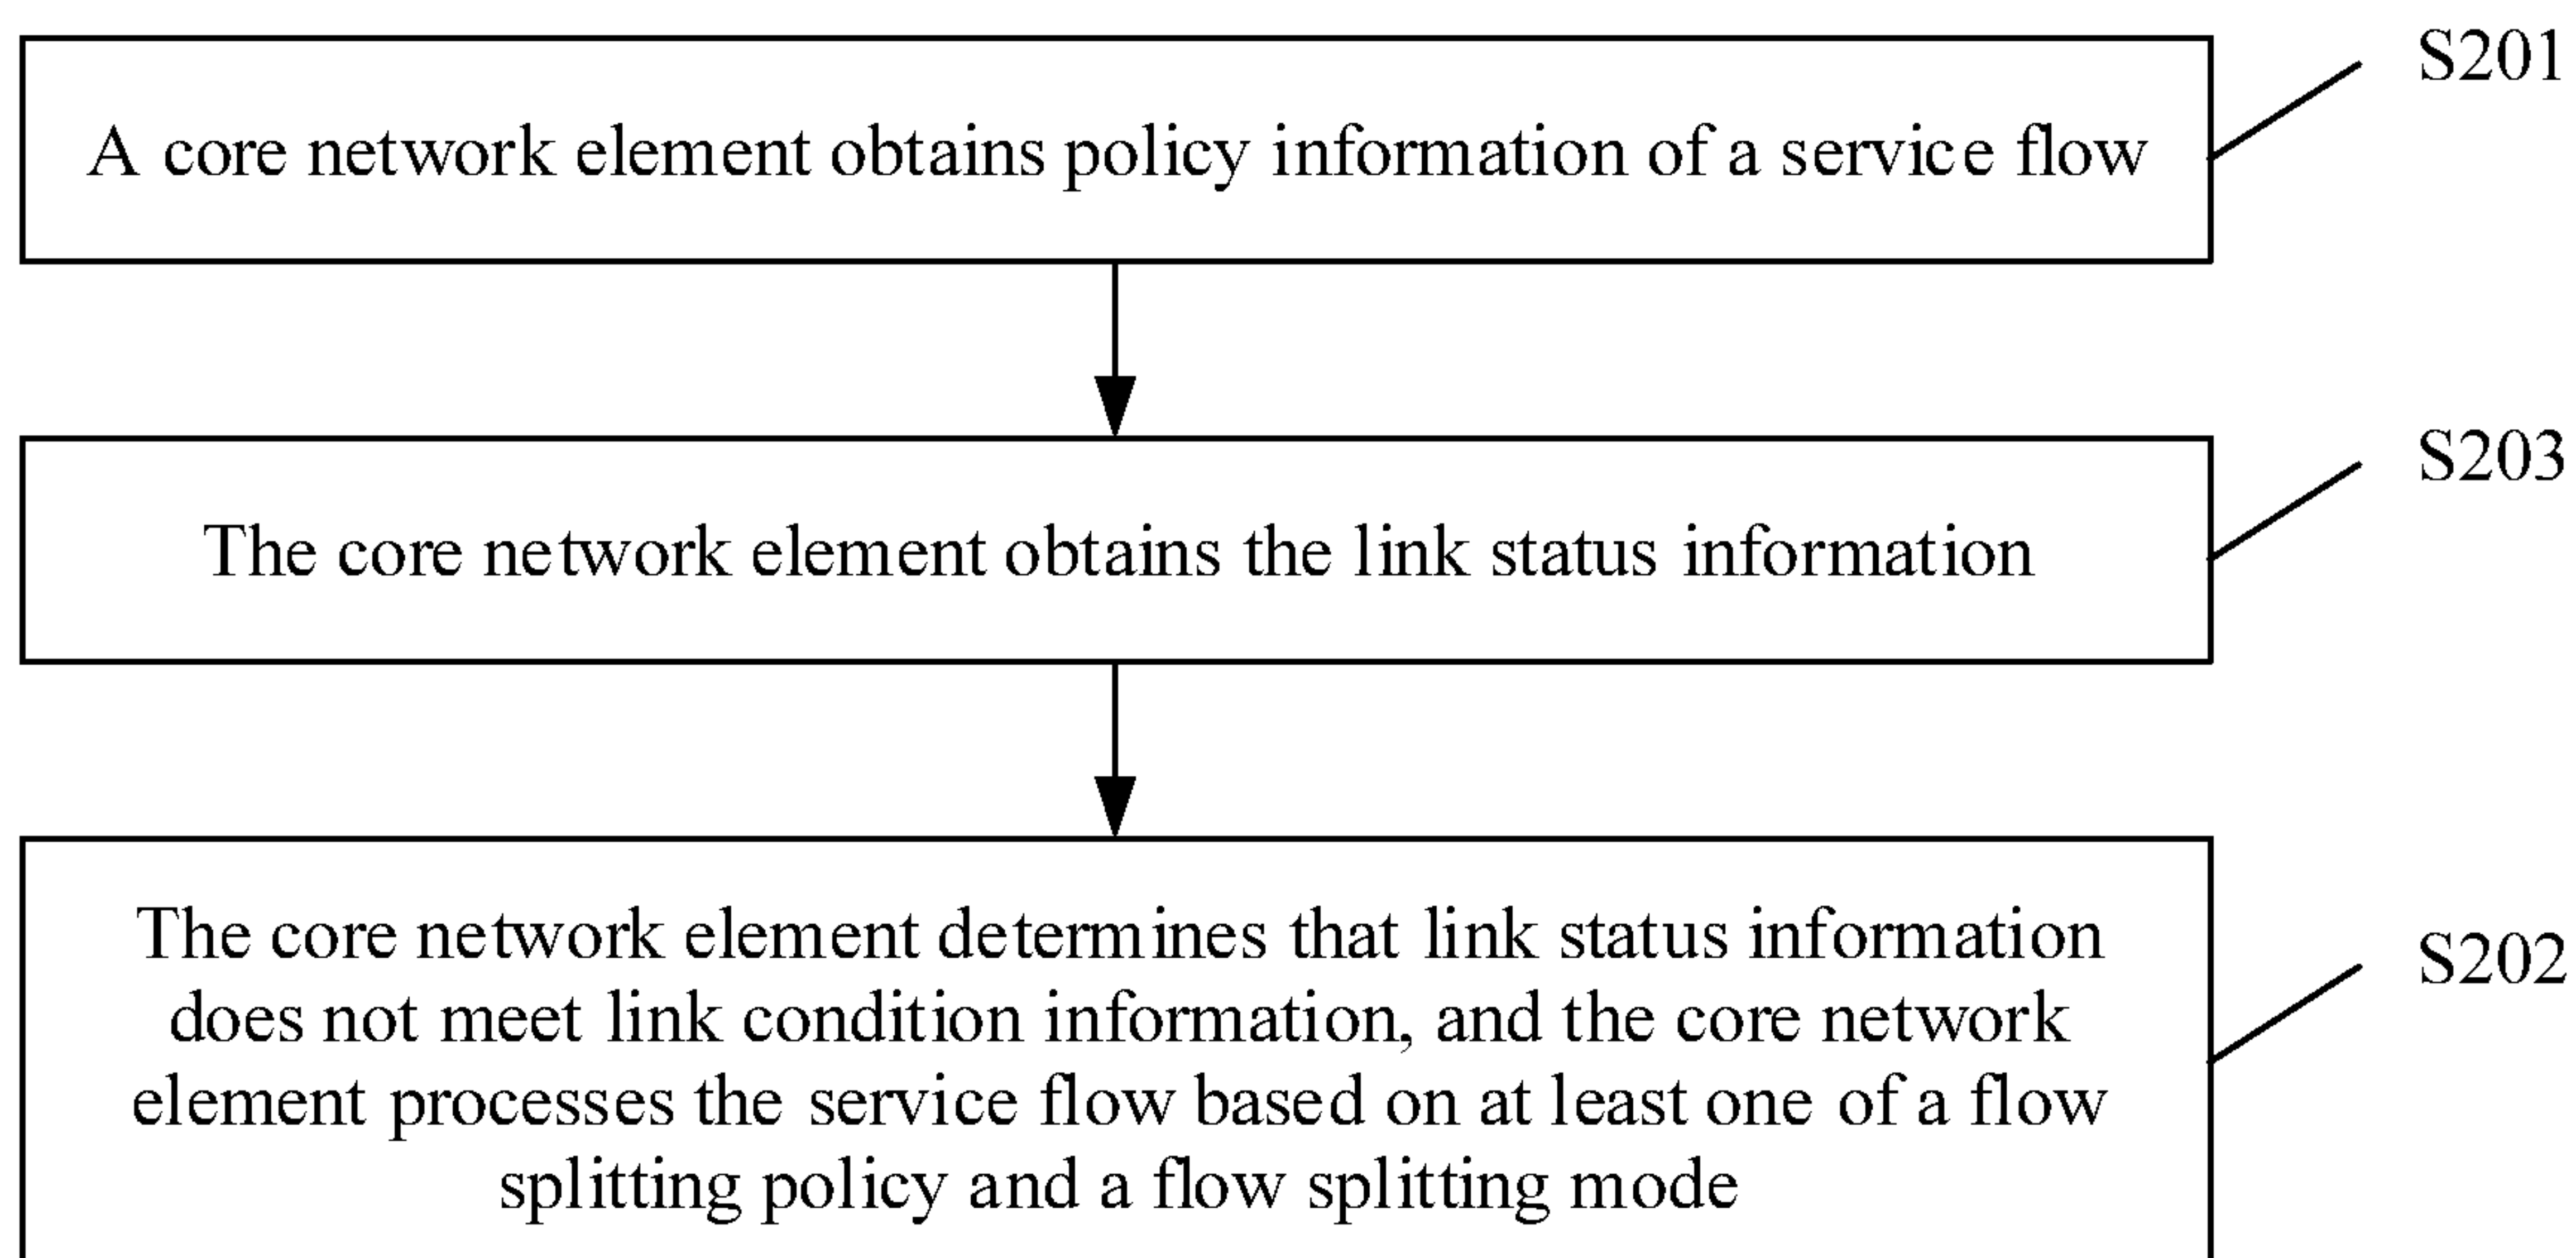 S201
A core network element obtains policy information of a service flow
S203
The core network element obtains the link status information
S202
The core network element determines that link status information
does not meet link condition information, and the core network
element processes the service flow based on at least one of a flow
splitting policy and a flow splitting mode